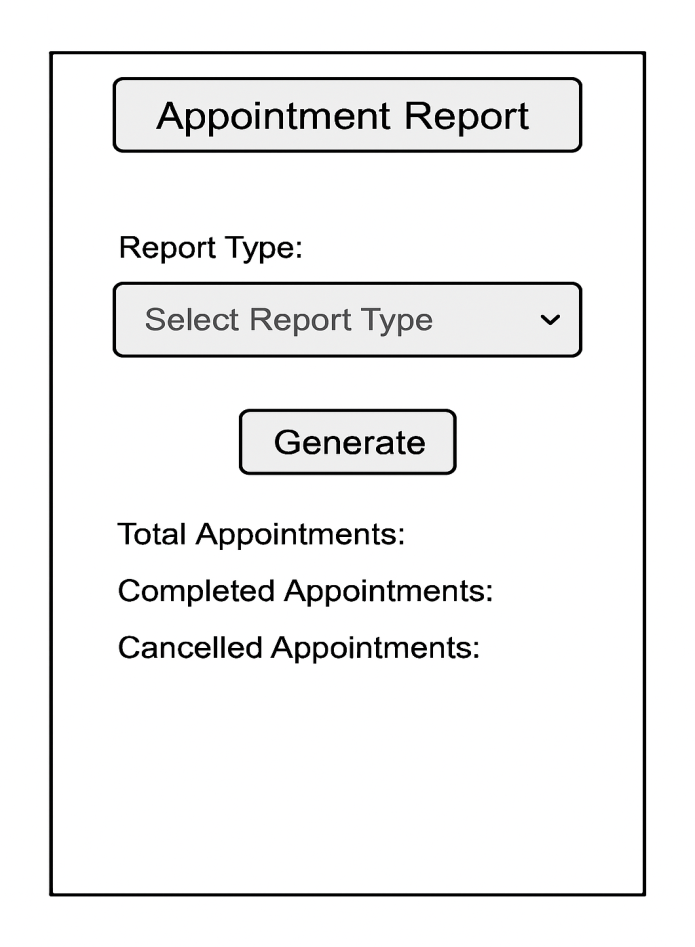 Appointment Report
Report Type:
Select Report Type
Generate
Total Appointments:
Completed Appointments:
Cancelled Appointments: